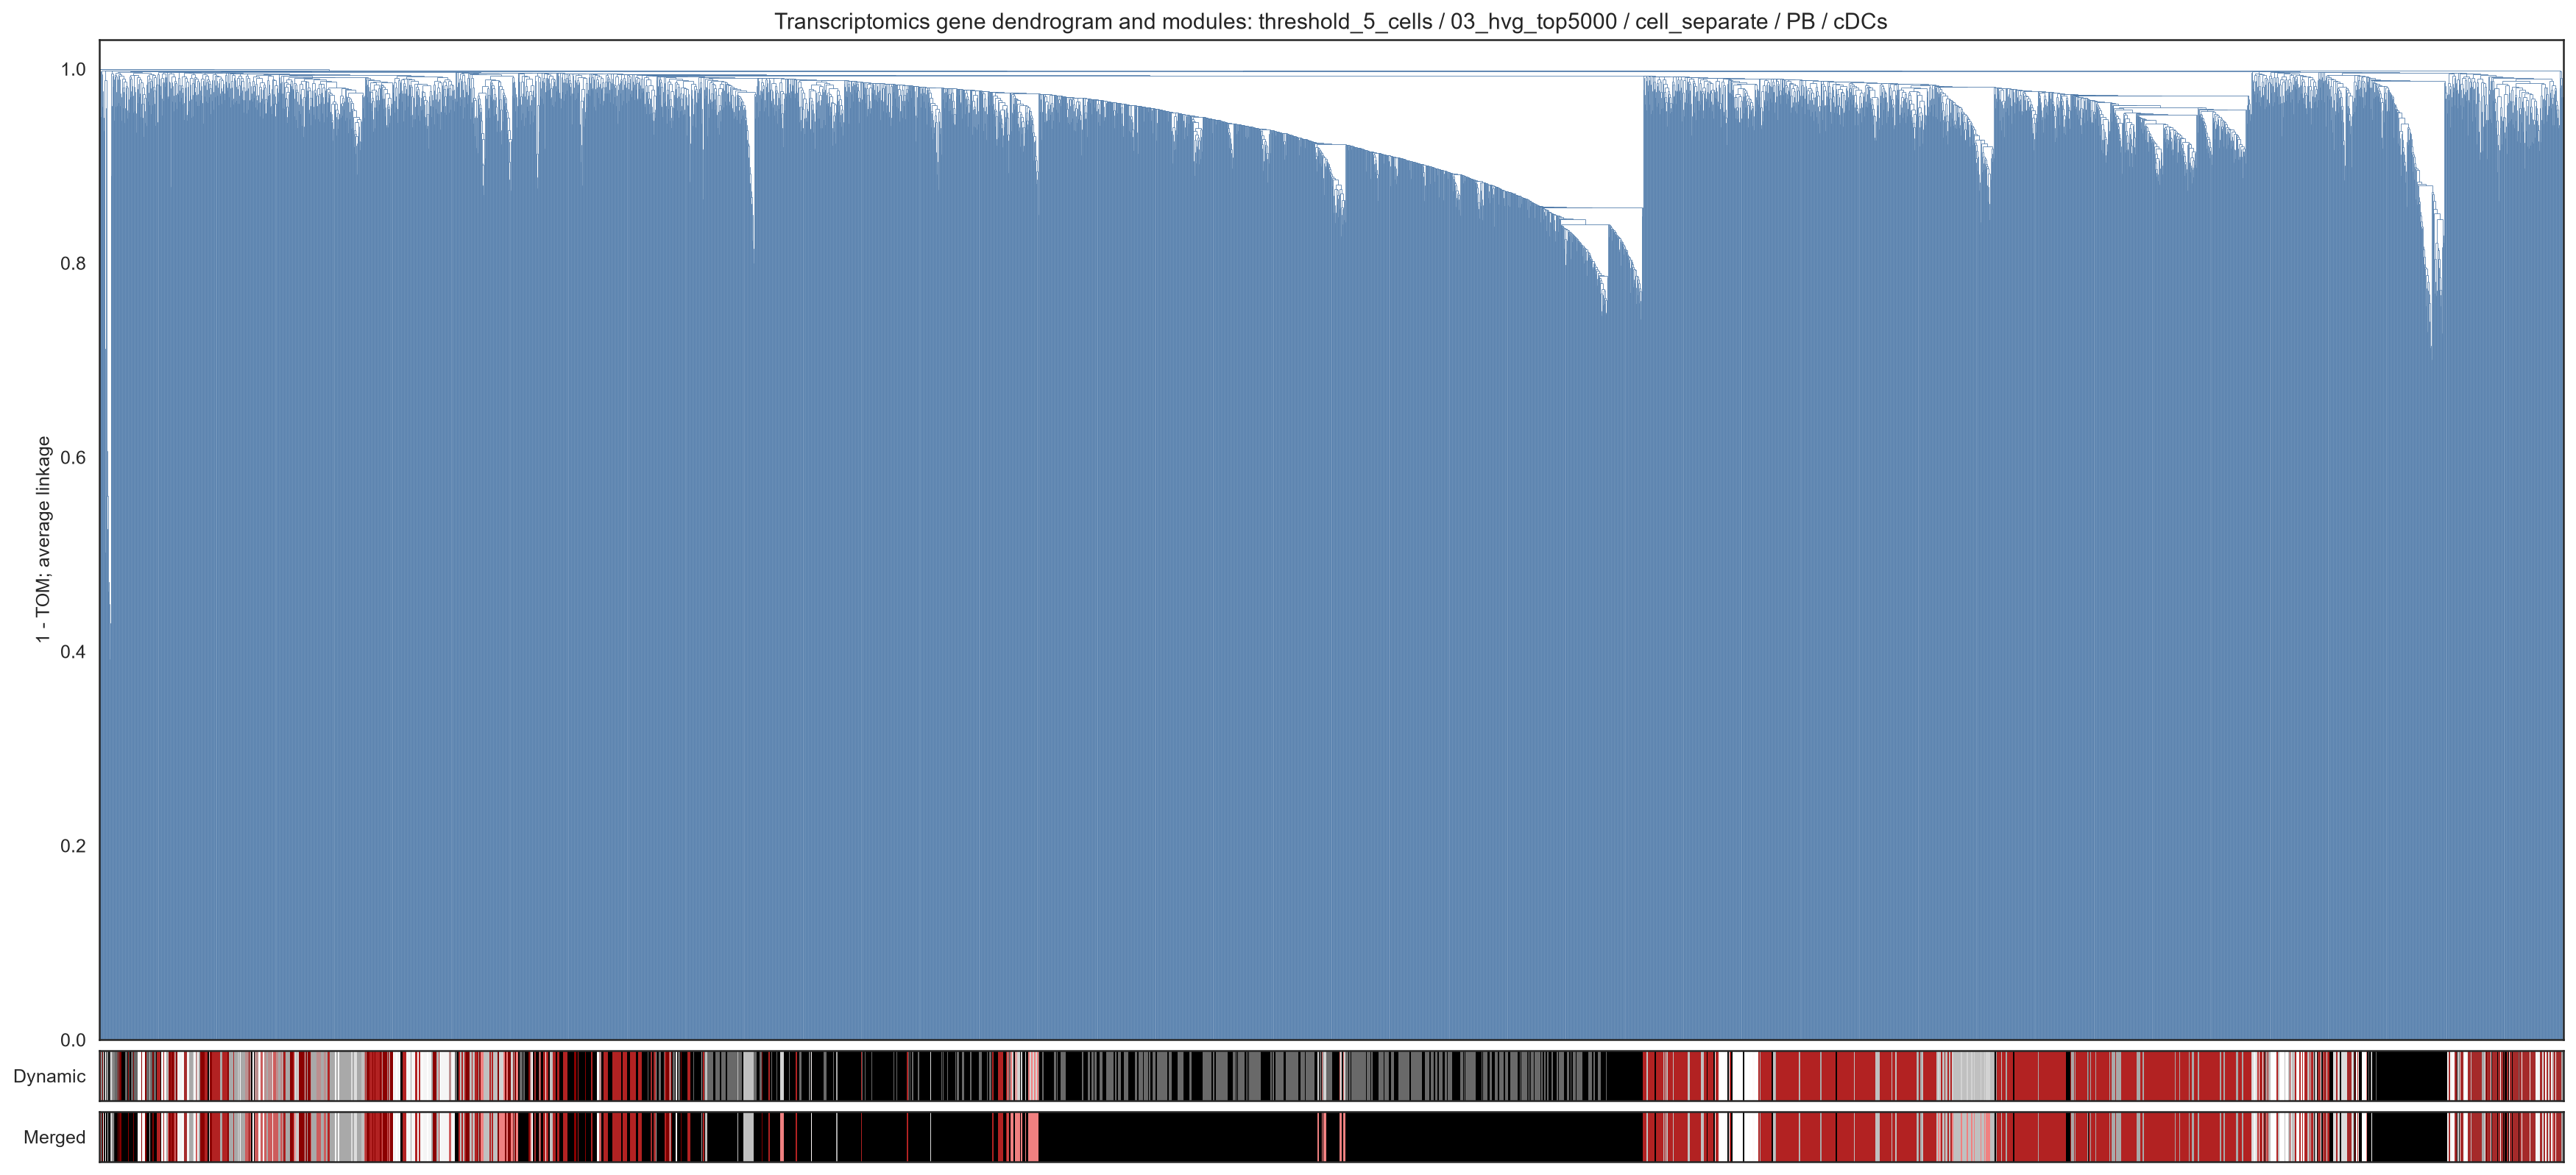 Transcriptomics gene dendrogram and modules: threshold_5_cells / 03_hvg_top5000 / cell_separate / PB / cDCs
1.0
0.8
0.6
0.4
0.2
0.0
1 - TOM; average linkage
Dynamic
Merged